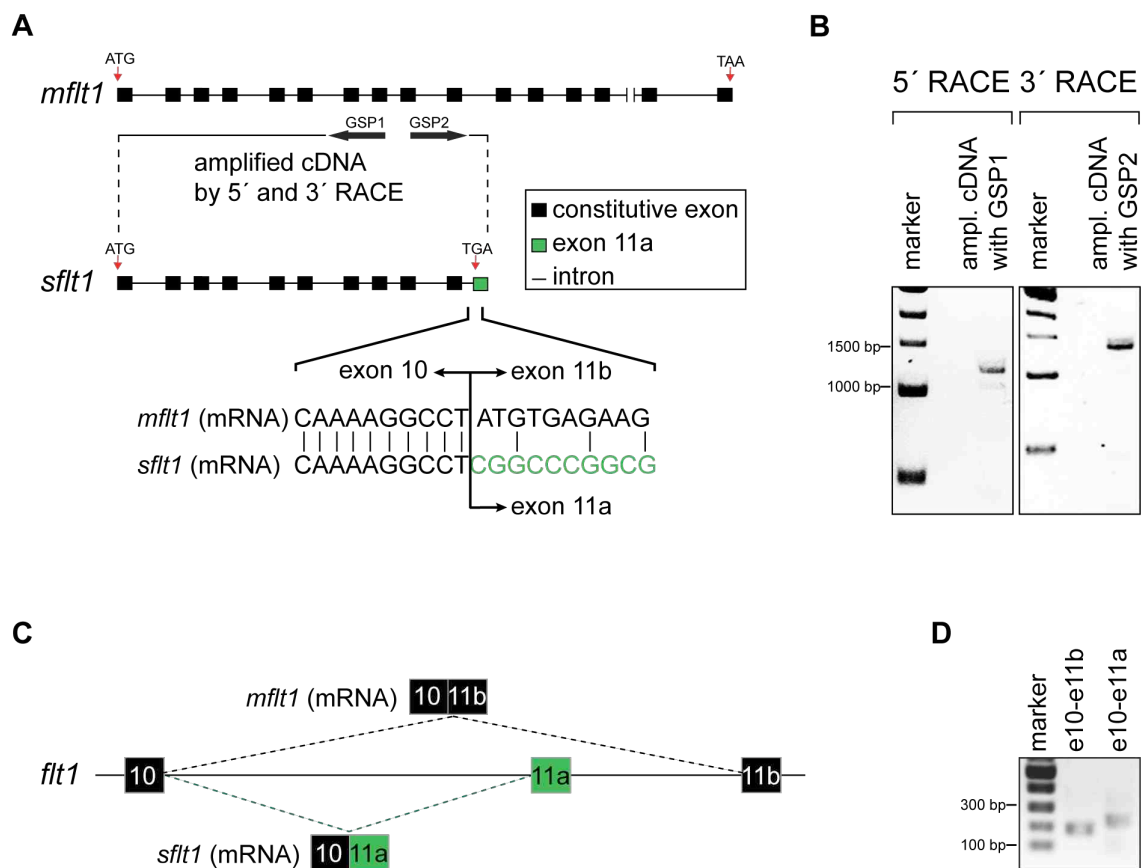 A
ATG
TAA
mflt1
GSP1
GSP2
amplified cDNA
by 5´ and 3´ RACE
constitutive exon
exon 11a
intron
ATG
TGA
sflt1
exon 10
exon 11b
mflt1 (mRNA) CAAAAGGCCT ATGTGAGAAG
sflt1 (mRNA) CAAAAGGCCTCGGCCCGGCG
exon 11a
B
5´ RACE 3´ RACE
marker
ampl. cDNA
with GSP1
marker
ampl. cDNA
with GSP2
1500 bp
1000 bp
C
mflt1 (mRNA) 10 11b
flt1 10 11a 11b
sflt1 (mRNA) 10 11a
D
marker
e10-e11b
e10-e11a
300 bp
100 bp